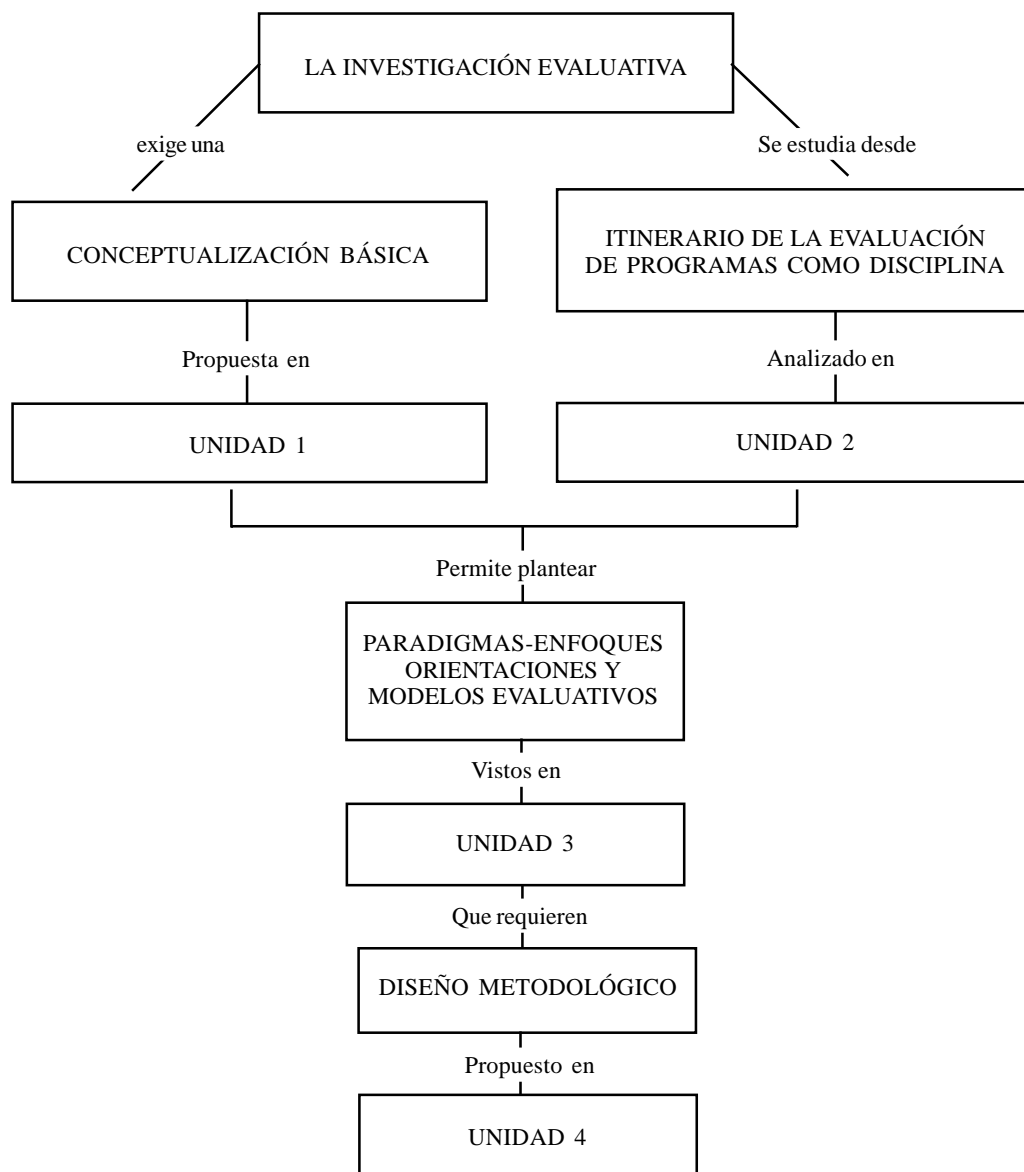 LA INVESTIGACIÓN EVALUATIVA
exige una
Se estudia desde
CONCEPTUALIZACIÓN BÁSICA
ITINERARIO DE LA EVALUACIÓN
DE PROGRAMAS COMO DISCIPLINA
Propuesta en
Analizado en
UNIDAD 1
UNIDAD 2
Permite plantear
PARADIGMAS-ENFOQUES
ORIENTACIONES Y
MODELOS EVALUATIVOS
Vistos en
UNIDAD 3
Que requieren
DISEÑO METODOLÓGICO
Propuesto en
UNIDAD 4